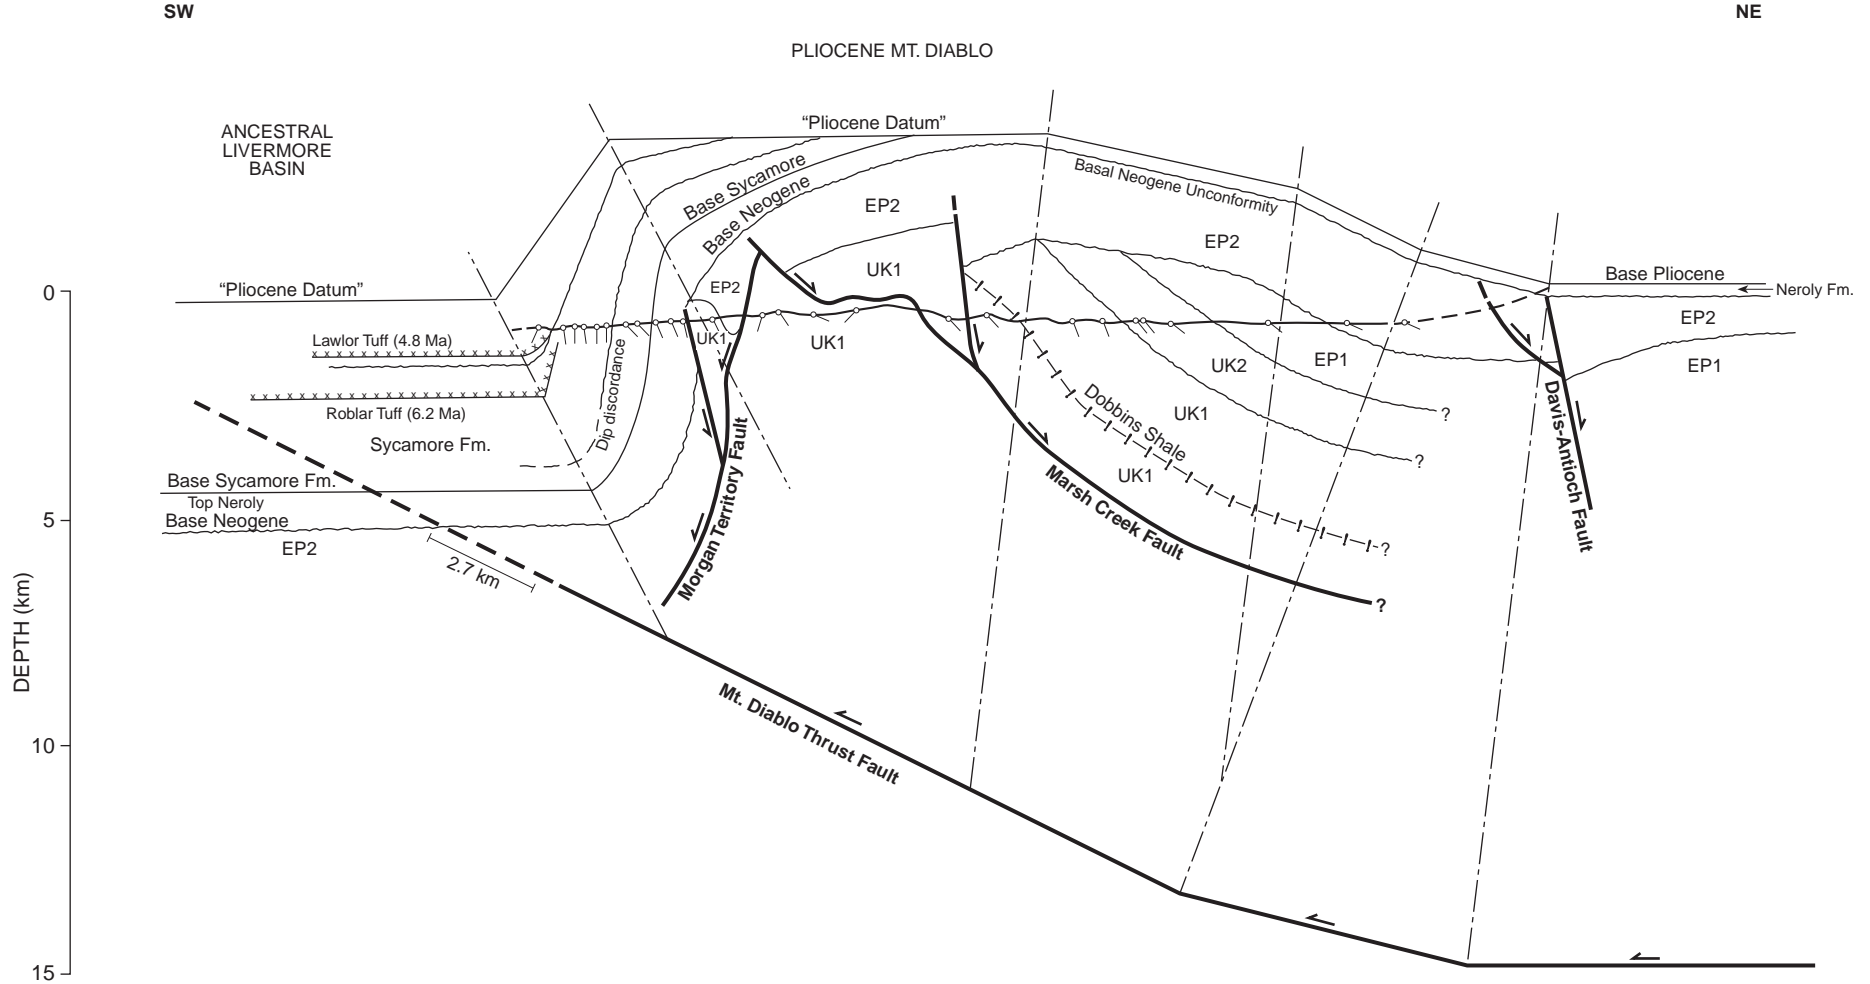 SW
NE
PLIOCENE MT. DIABLO
ANCESTRAL
LIVERMORE
BASIN
“Pliocene Datum”
Base Sycamore
Base Neogene
Basal Neogene Unconformity
EP2
EP2
UK1
EP2
“Pliocene Datum”
Base Pliocene
Neroly Fm.
0
EP2
UK1
UK1
Lawlor Tuff (4.8 Ma)
Dip discordance
UK2
EP1
EP1
Roblar Tuff (6.2 Ma)
Sycamore Fm.
Dobbins Shale
UK1
?
?
UK1
Davis-Antioch Fault
Base Sycamore Fm.
Top Neroly
Base Neogene
EP2
Morgan Territory Fault
Marsh Creek Fault
?
?
5
2.7 km
DEPTH (km)
Mt. Diablo Thrust Fault
10
15